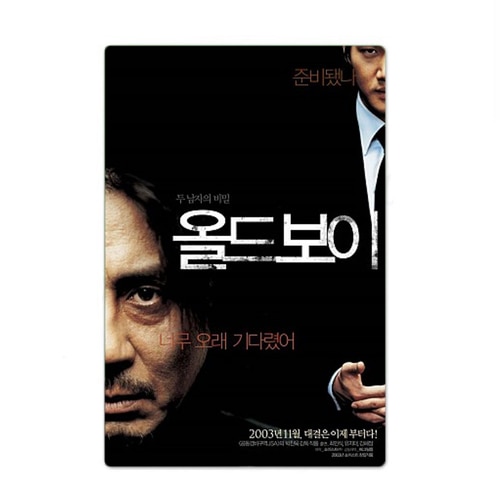 준비됐나
두 남자의 비밀
올드보이
너무 오래 기다렸어
2003년 11월, 대결은 이제 부터다!